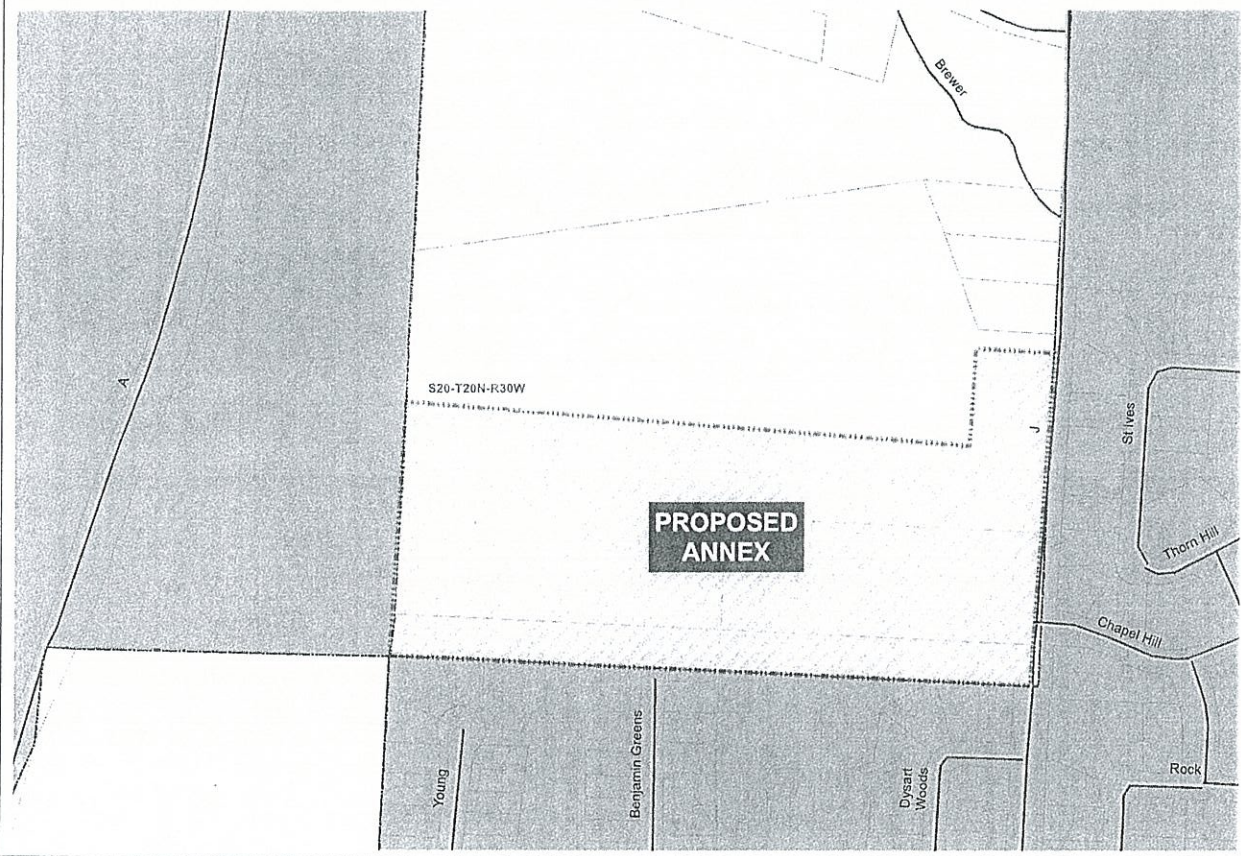 Brewer
A
S20-T20N-R30W
St Ives
J
PROPOSED
ANNEX
Thorn Hill
Chapel Hill
Young
Benjamin Greens
Dysart
Woods
Rock